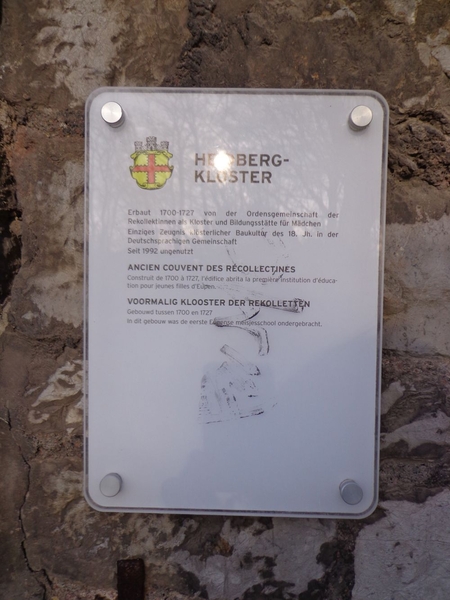 HEIDBERG-
KLOSTER
Erbaut 1700-1727 von der Ordensgemeinschaft der
Rekollektinnen als Kloster und Bildungsstätte für Mädchen
Einziges Zeugnis klösterlicher Baukultur des 18. Jh. in der
Deutschsprachigen Gemeinschaft
Seit 1992 ungenutzt
ANCIEN COUVENT DES RÉCOLLECTINES
Construit de 1700 à 1727, l'édifice abrita la première institution d'éduca-
tion pour jeunes filles d'Eupen.
VOORMALIG KLOOSTER DER REKOLLETTEN
Gebouwd tussen 1700 en 1727
In dit gebouw was de eerste Eupense meisjesschool ondergebracht.